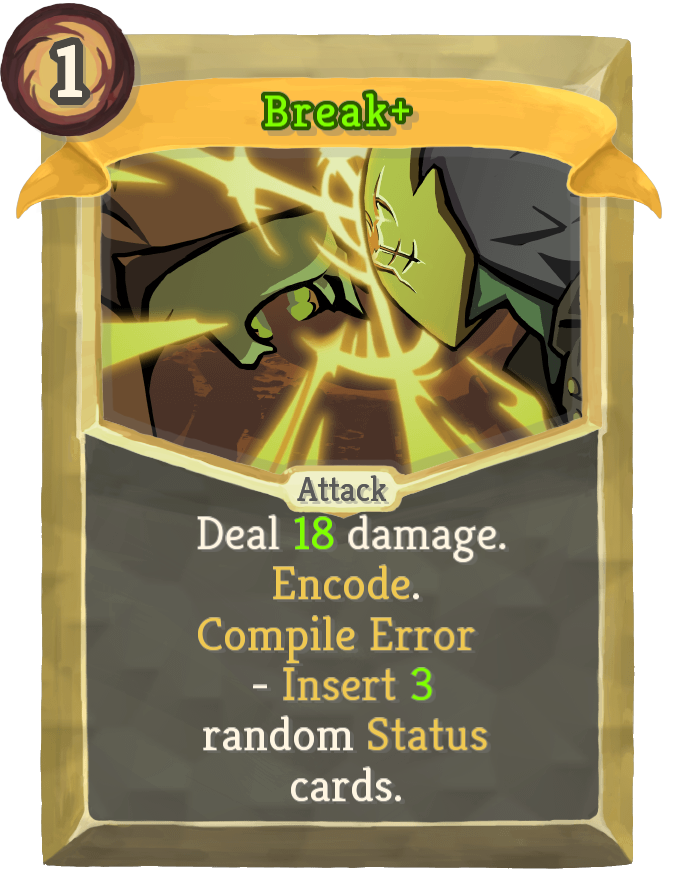 1
Break+
Attack
Deal 18 damage.
Encode.
Compile Error
- Insert 3
random Status
cards.